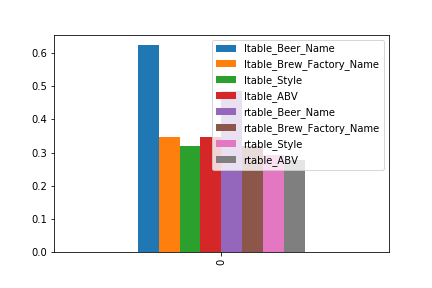 0.6
0.5
0.4
0.3
0.2
0.1
0.0
ltable_Beer_Name
ltable_Brew_Factory_Name
ltable_Style
ltable_ABV
rtable_Beer_Name
rtable_Brew_Factory_Name
rtable_Style
rtable_ABV
0